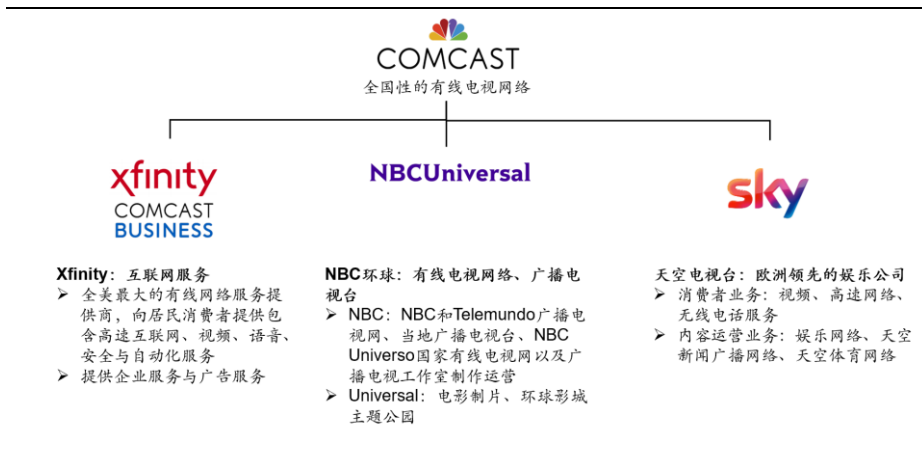 COMCAST
全国性的有线电视网络
xfinity
COMCAST
BUSINESS
NBCUniversal
sky
Xfinity：互联网服务
➢ 全美最大的有线网络服务提
供商，向居民消费者提供包
含高速互联网、视频、语音、
安全与自动化服务
➢ 提供企业服务与广告服务
NBC环球：有线电视网络、广播电
视台
➢ NBC：NBC和Telemundo广播电
视网、当地广播电视台、NBC
Universo国家有线电视网以及广
播电视工作室制作运营
➢ Universal：电影制片、环球影城
主题公园
天空电视台：欧洲领先的娱乐公司
➢ 消费者业务：视频、高速网络、
无线电话服务
➢ 内容运营业务：娱乐网络、天空
新闻广播网络、天空体育网络